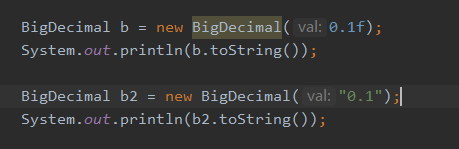 BigDecimal b = new BigDecimal( val: 0.1f);
System.out.println(b.toString());
BigDecimal b2 = new BigDecimal( val: "0.1");
System.out.println(b2.toString());